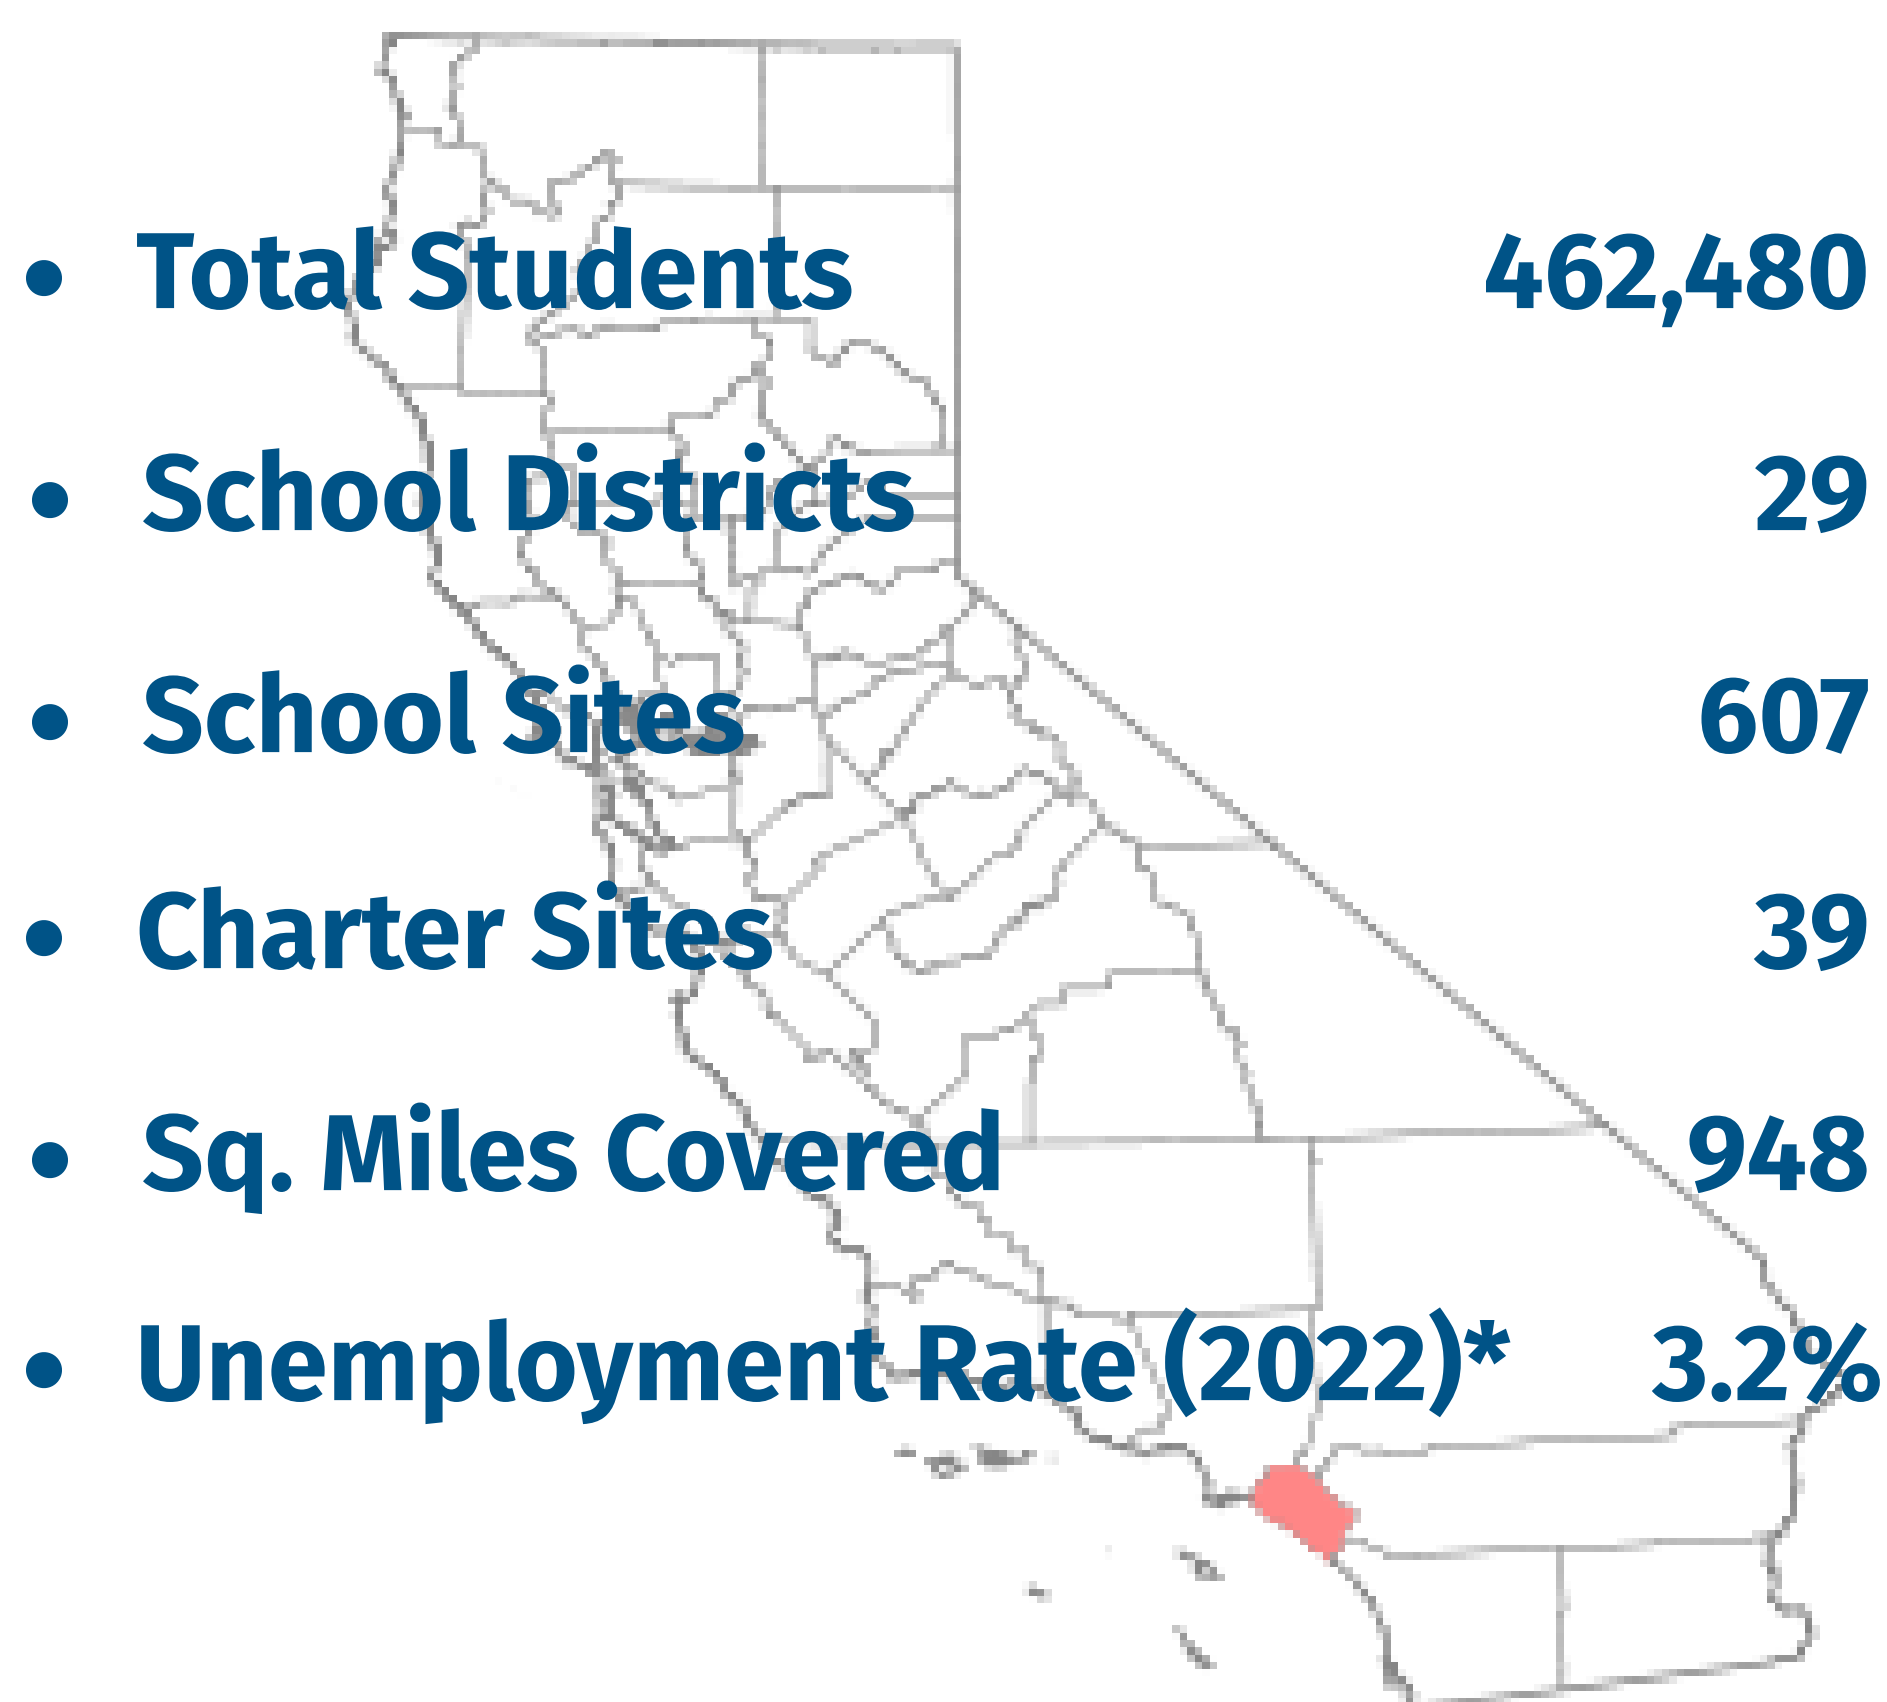 • Total Students 462,480
• School Districts 29
• School Sites 607
• Charter Sites 39
• Sq. Miles Covered 948
• Unemployment Rate (2022)* 3.2%